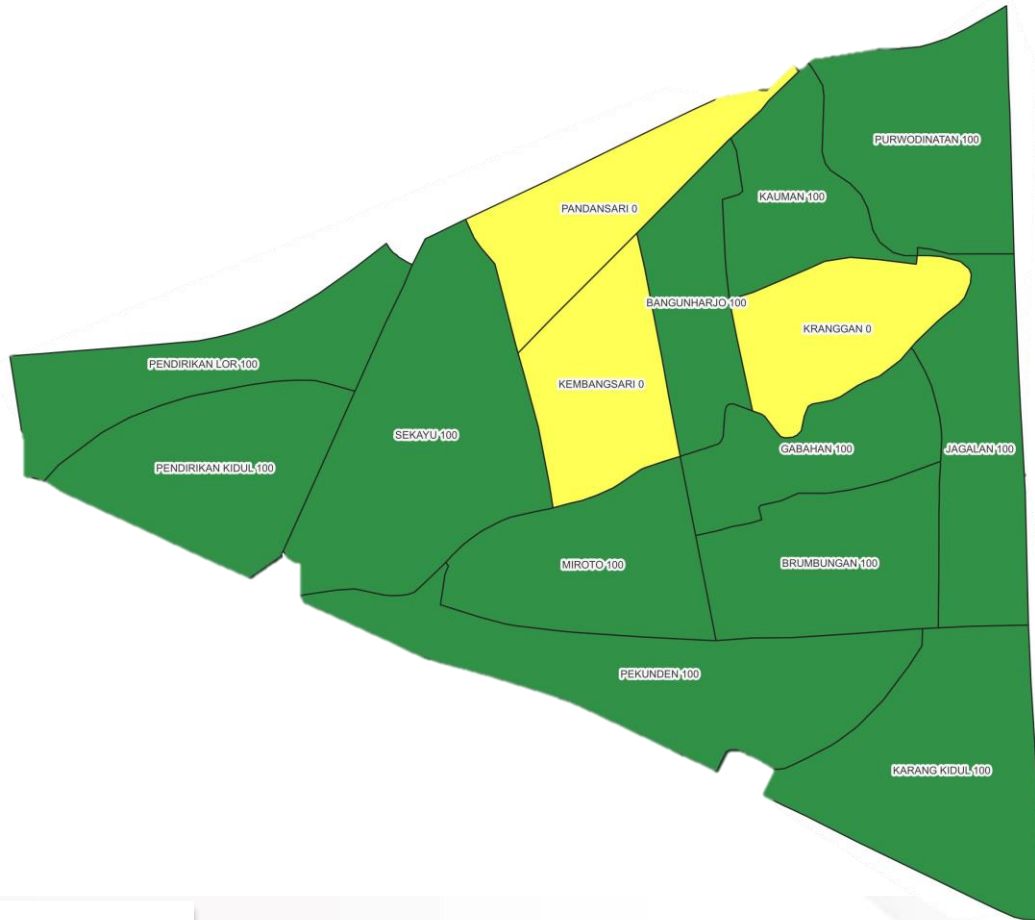 PURWODINATAN 100
KAUMAN 100
PANDANSARI 0
BANGUNHARJO 100
KRANGGAN 0
PENDIRIKAN LOR 100
KEMBANGSARI 0
SEKAYU 100
GABAHAN 100
JAGALAN 100
PENDIRIKAN KIDUL 100
MIROTO 100
BRUMBUNGAN 100
PEKUNDEN 100
KARANG KIDUL 100